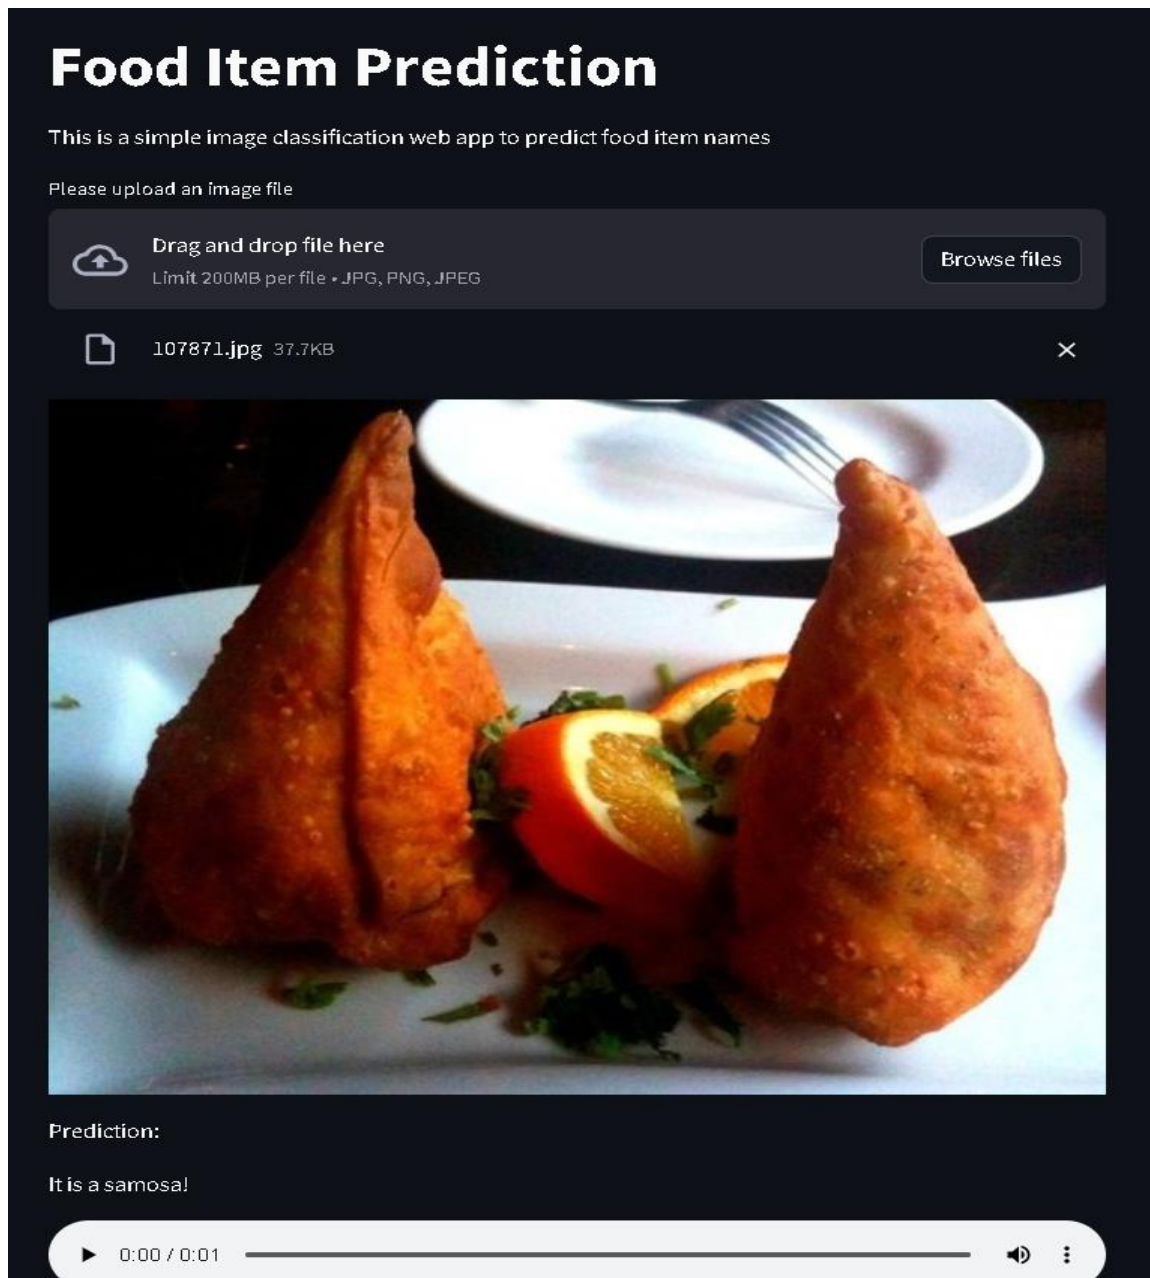 Food Item Prediction
This is a simple image classification web app to predict food item names
Please upload an image file
Drag and drop file here
Limit 200MB per file • JPG, PNG, JPEG
Browse files
107871.jpg 37.7KB
Prediction:
It is a samosa!
0:00 / 0:01